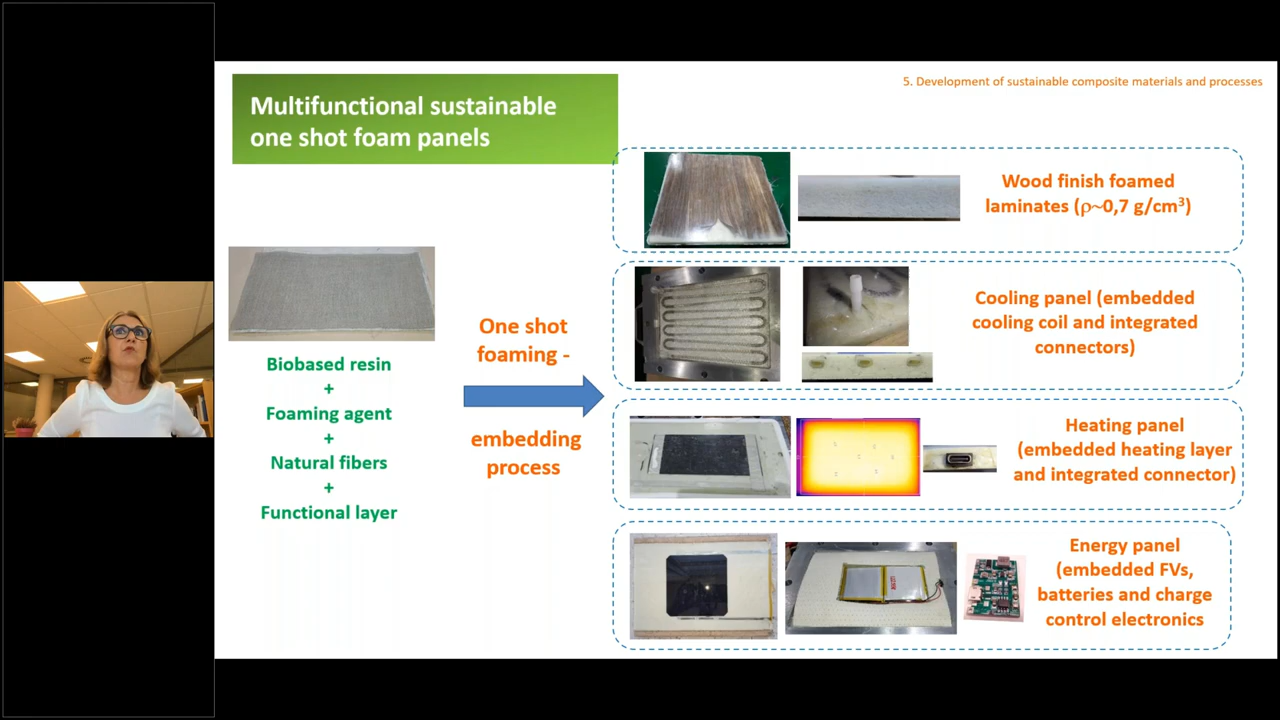 5. Development of sustainable composite materials and processes
Multifunctional sustainable
one shot foam panels
Biobased resin
+
Foaming agent
+
Natural fibers
+
Functional layer
One shot
foaming -
embedding
process
Wood finish foamed
laminates (ρ~0,7 g/cm³)
Cooling panel (embedded
cooling coil and integrated
connectors)
Heating panel
(embedded heating layer
and integrated connector)
Energy panel
(embedded FVs,
batteries and charge
control electronics